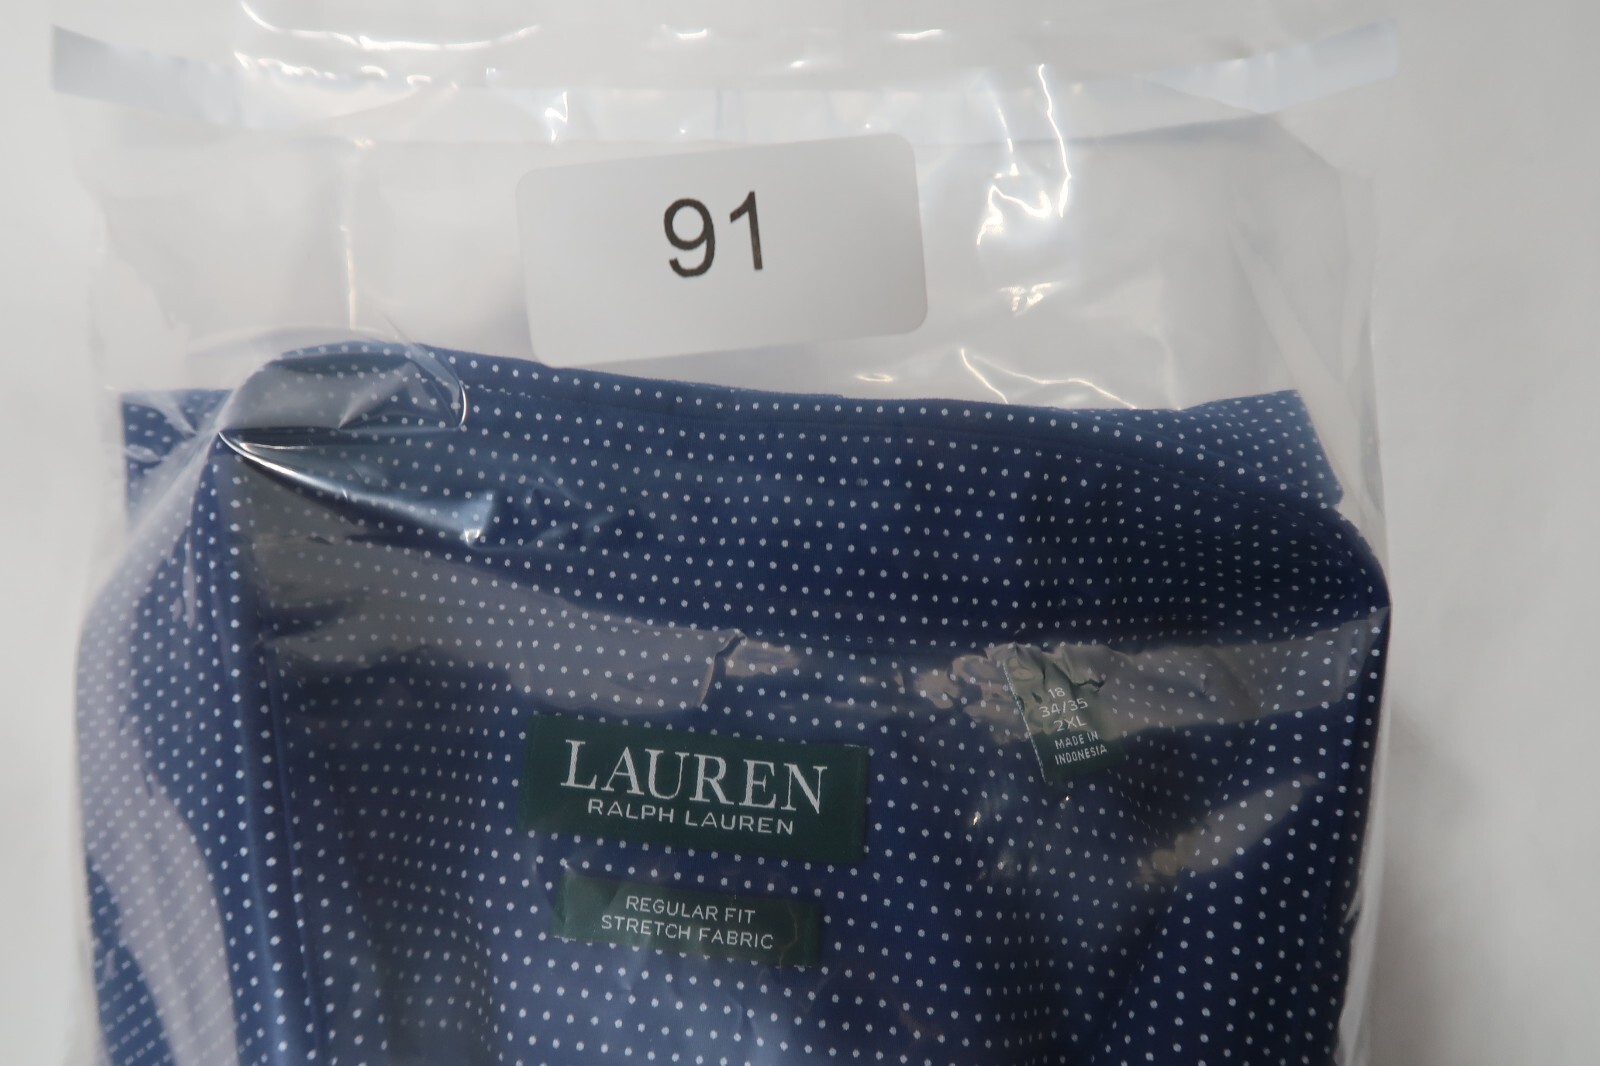 91
18
34/35
2XL
MADE IN
INDONESIA
LAUREN
RALPH LAUREN
REGULAR FIT
STRETCH FABRIC